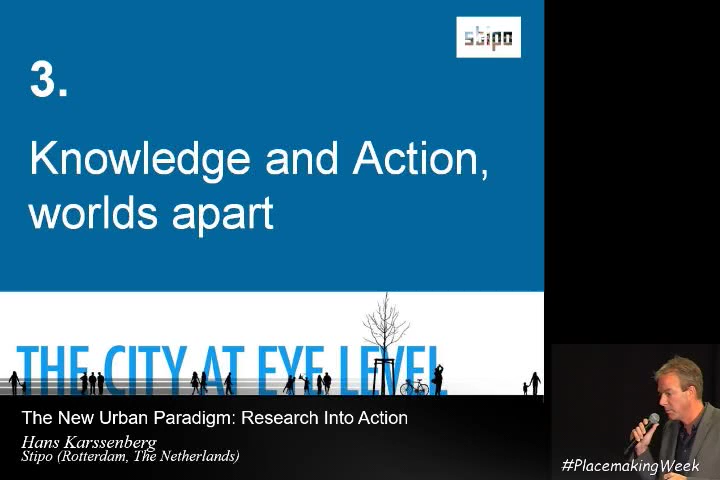 stipo
3.
Knowledge and Action,
worlds apart
THE CITY AT EYE LEVEL
The New Urban Paradigm: Research Into Action
Hans Karssenberg
Stipo (Rotterdam, The Netherlands)
#PlacemakingWeek